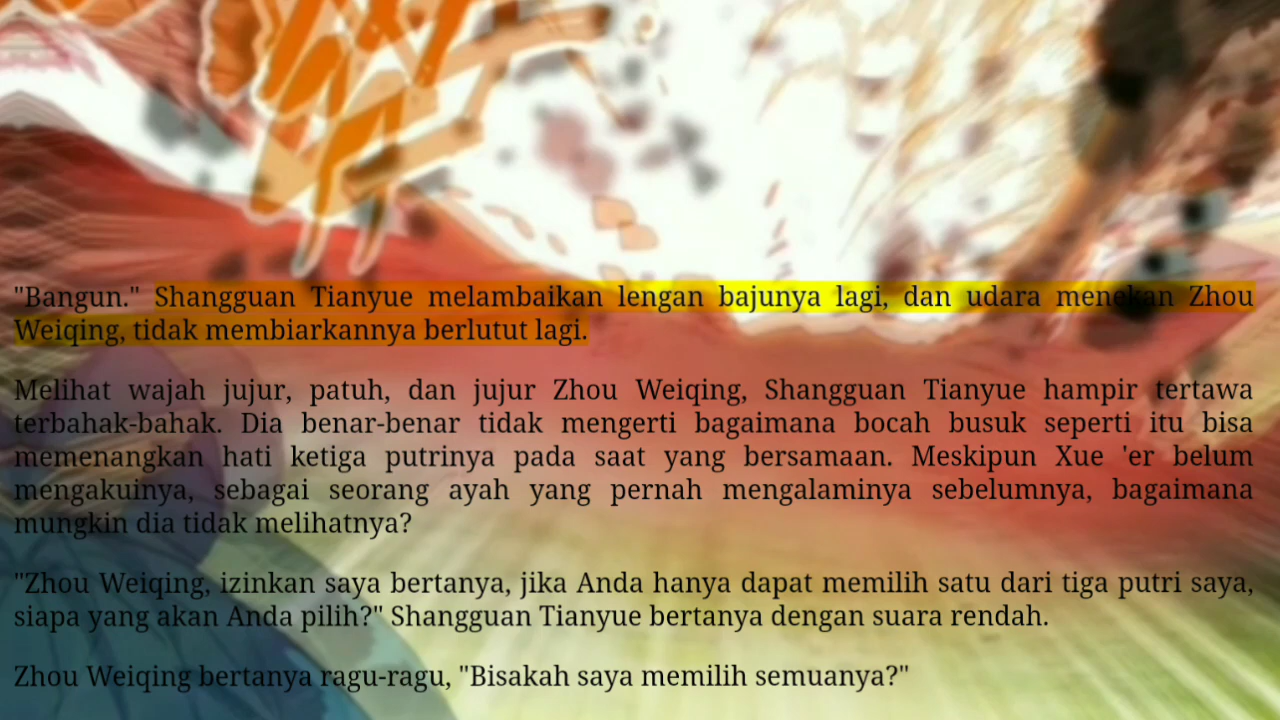 "Bangun." Shangguan Tianyue melambaikan lengan bajunya lagi, dan udara menekan Zhou
Weiqing, tidak membiarkannya berlutut lagi.
Melihat wajah jujur, patuh, dan jujur Zhou Weiqing, Shangguan Tianyue hampir tertawa
terbahak-bahak. Dia benar-benar tidak mengerti bagaimana bocah busuk seperti itu bisa
memenangkan hati ketiga putrinya pada saat yang bersamaan. Meskipun Xue 'er belum
mengakuinya, sebagai seorang ayah yang pernah mengalaminya sebelumnya, bagaimana
mungkin dia tidak melihatnya?
"Zhou Weiqing, izinkan saya bertanya, jika Anda hanya dapat memilih satu dari tiga putri saya,
siapa yang akan Anda pilih?" Shangguan Tianyue bertanya dengan suara rendah.
Zhou Weiqing bertanya ragu-ragu, "Bisakah saya memilih semuanya?"